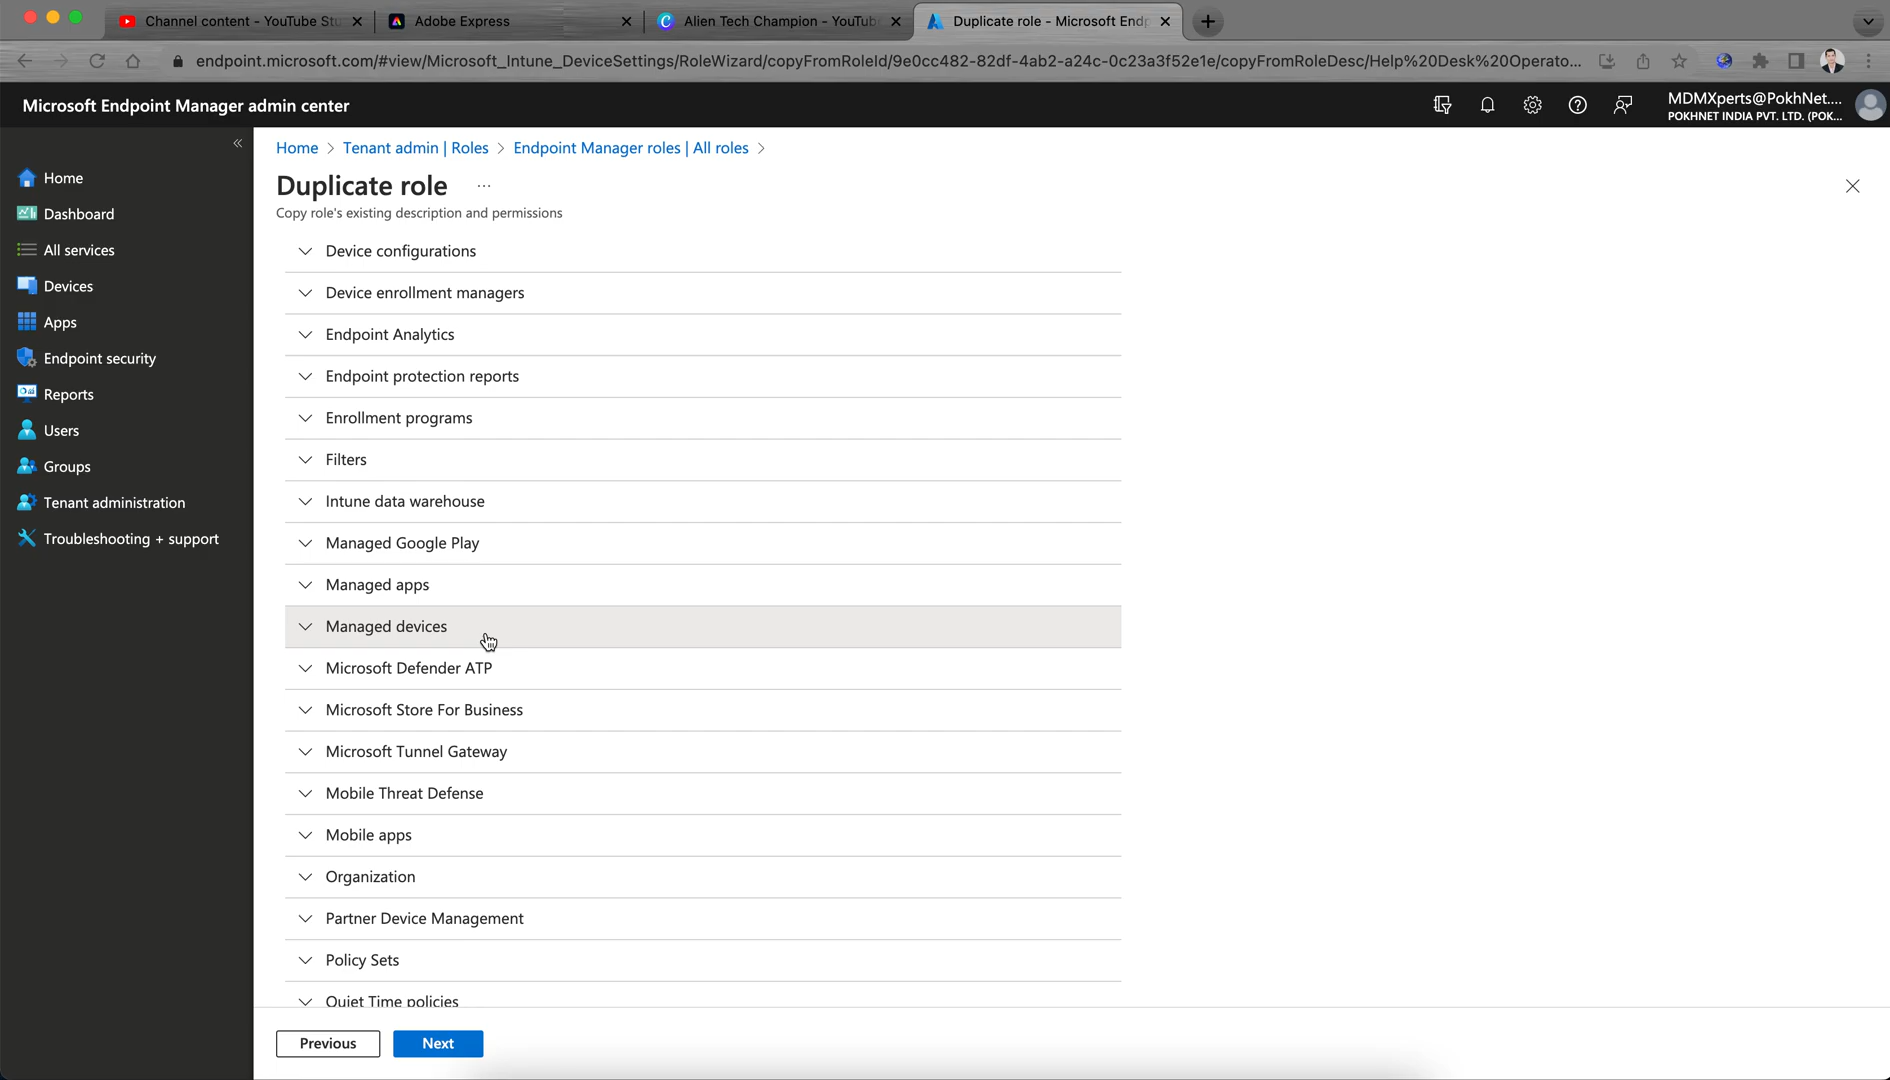 Channel content - YouTube Stu
Adobe Express
Alien Tech Champion - YouTub
Duplicate role - Microsoft Endp
endpoint.microsoft.com/#view/Microsoft_Intune_DeviceSettings/RoleWizard/copyFromRoleId/9e0cc482-82df-4ab2-a24c-0c23a3f52e1e/copyFromRoleDesc/Help%20Desk%20Operato...
Microsoft Endpoint Manager admin center
MDMXperts@PokhNet....
POKHNET INDIA PVT. LTD. (POK...
Home
Dashboard
All services
Devices
Apps
Endpoint security
Reports
Users
Groups
Tenant administration
Troubleshooting + support
Home > Tenant admin | Roles > Endpoint Manager roles | All roles >
Duplicate role ...
Copy role's existing description and permissions
Device configurations
Device enrollment managers
Endpoint Analytics
Endpoint protection reports
Enrollment programs
Filters
Intune data warehouse
Managed Google Play
Managed apps
Managed devices
Microsoft Defender ATP
Microsoft Store For Business
Microsoft Tunnel Gateway
Mobile Threat Defense
Mobile apps
Organization
Partner Device Management
Policy Sets
Quiet Time policies
Previous
Next